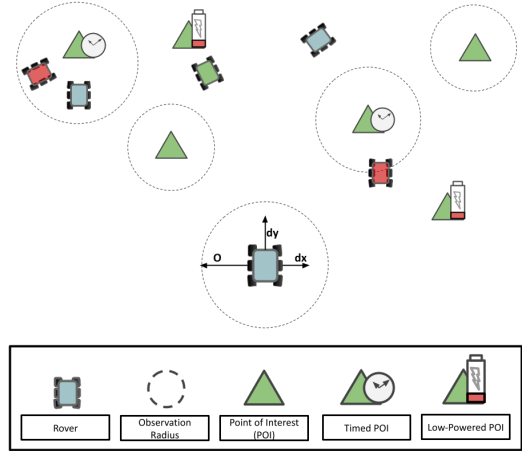 dy
O
dx
Rover
Observation
Radius
Point of Interest
(POI)
Timed POI
Low-Powered POI